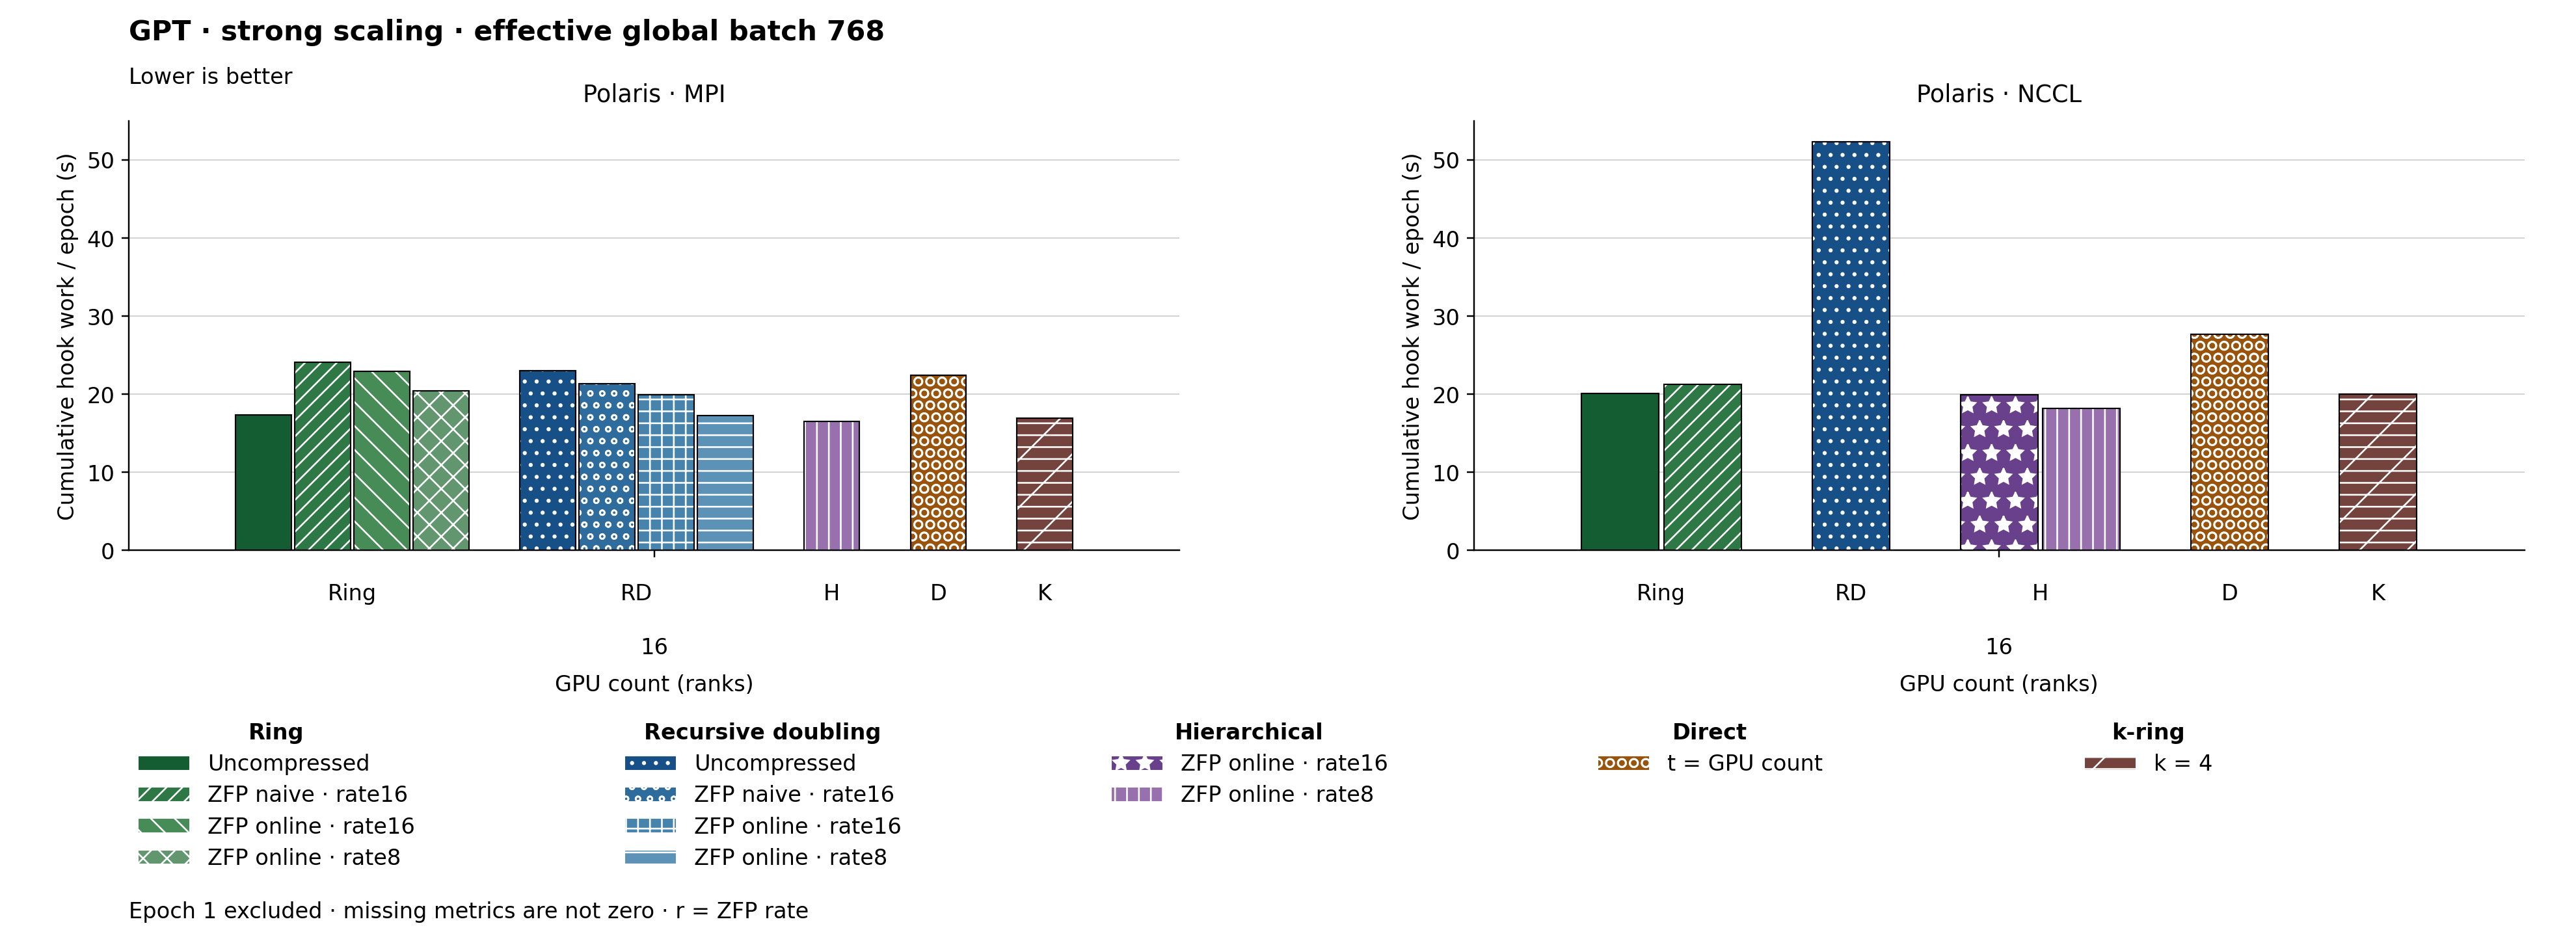 GPT · strong scaling · effective global batch 768
Lower is better
Polaris · MPI
Cumulative hook work / epoch (s)
50
40
30
20
10
0
Ring RD H D K
16
GPU count (ranks)
Polaris · NCCL
Cumulative hook work / epoch (s)
50
40
30
20
10
0
Ring RD H D K
16
GPU count (ranks)
Ring
Uncompressed
ZFP naive · rate16
ZFP online · rate16
ZFP online · rate8
Recursive doubling
Uncompressed
ZFP naive · rate16
ZFP online · rate16
ZFP online · rate8
Hierarchical
ZFP online · rate16
ZFP online · rate8
Direct
t = GPU count
k-ring
k = 4
Epoch 1 excluded · missing metrics are not zero · r = ZFP rate